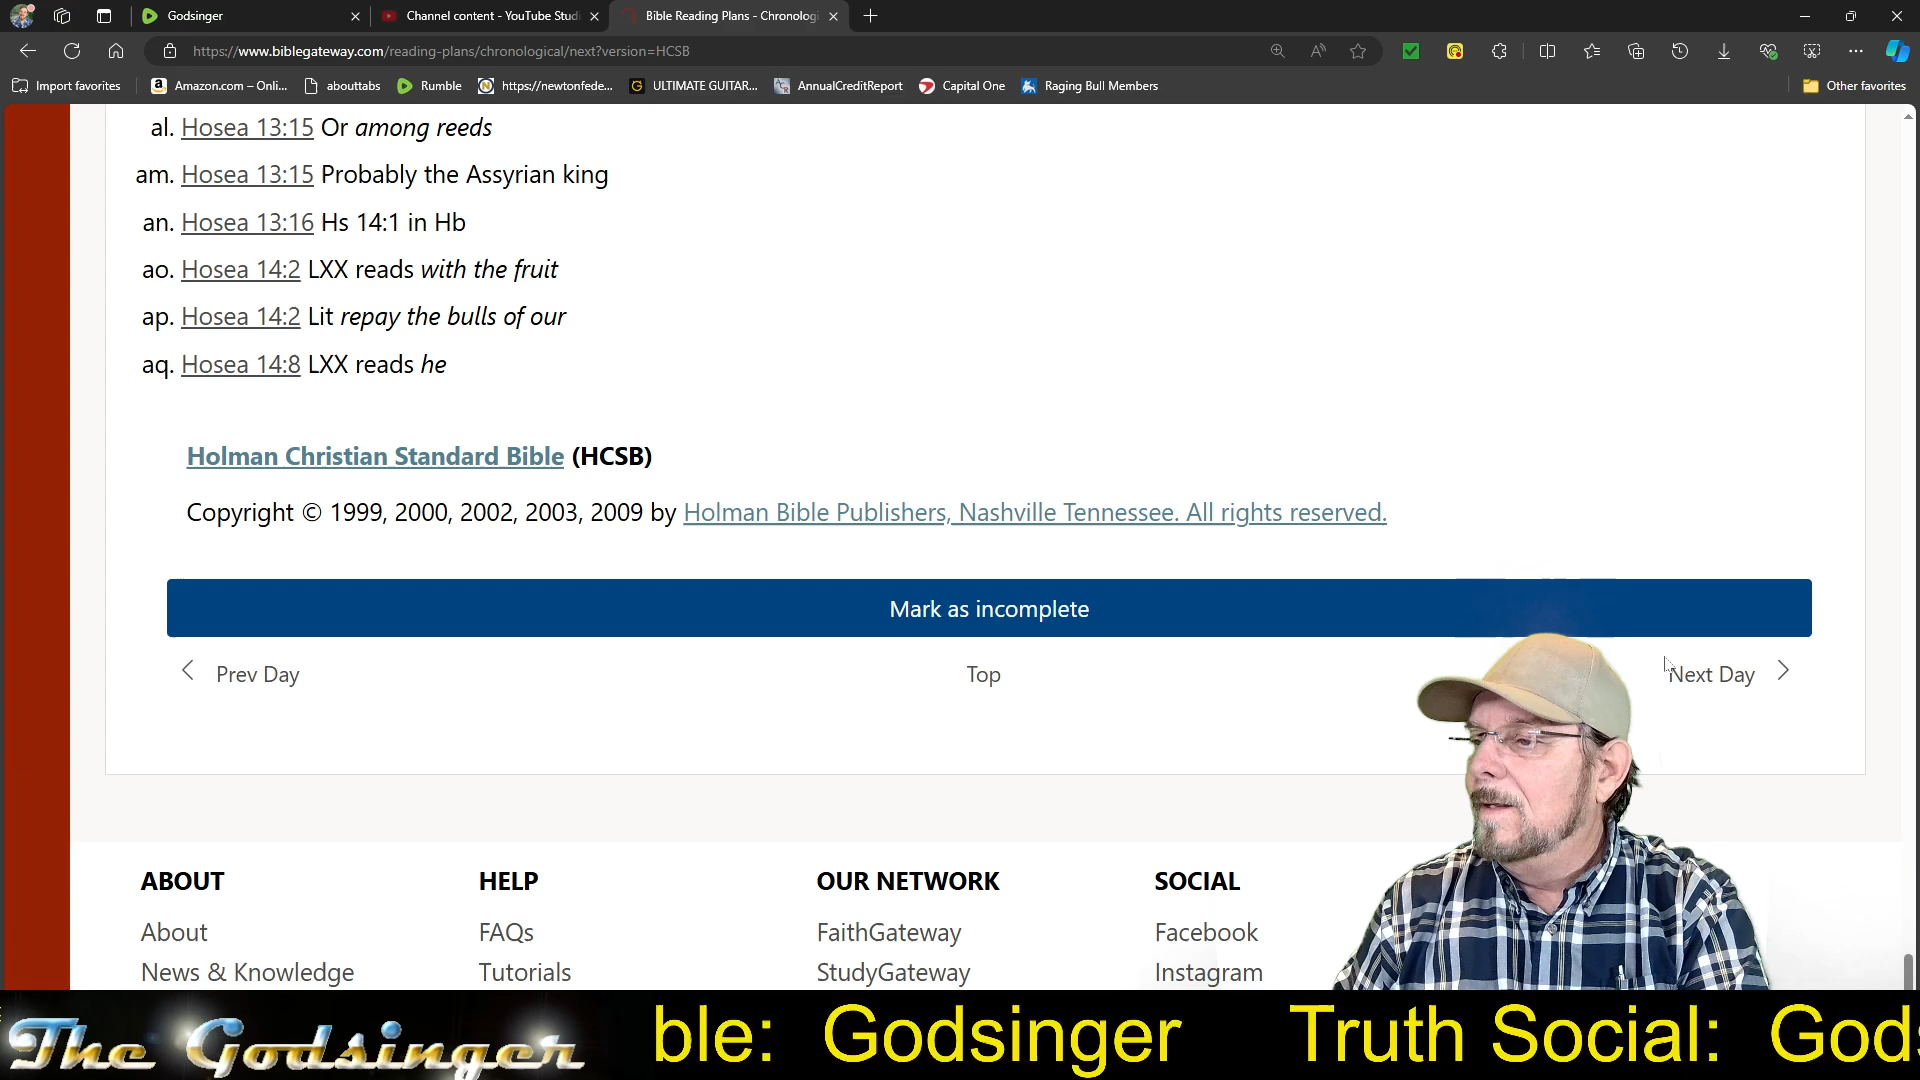 Godsinger
Channel content - YouTube Studi
Bible Reading Plans - Chronologi
https://www.biblegateway.com/reading-plans/chronological/next?version=HCSB
Import favorites
Amazon.com – Onli...
abouttabs
Rumble
https://newtonfede...
ULTIMATE GUITAR...
AnnualCreditReport
Capital One
Raging Bull Members
Other favorites
al. Hosea 13:15 Or among reeds
am. Hosea 13:15 Probably the Assyrian king
an. Hosea 13:16 Hs 14:1 in Hb
ao. Hosea 14:2 LXX reads with the fruit
ap. Hosea 14:2 Lit repay the bulls of our
aq. Hosea 14:8 LXX reads he
Holman Christian Standard Bible (HCSB)
Copyright © 1999, 2000, 2002, 2003, 2009 by Holman Bible Publishers, Nashville Tennessee. All rights reserved.
Mark as incomplete
Prev Day
Top
Next Day
ABOUT
HELP
OUR NETWORK
SOCIAL
About
FAQs
FaithGateway
Facebook
News & Knowledge
Tutorials
StudyGateway
Instagram
The Godsinger
ble: Godsinger Truth Social: Gods